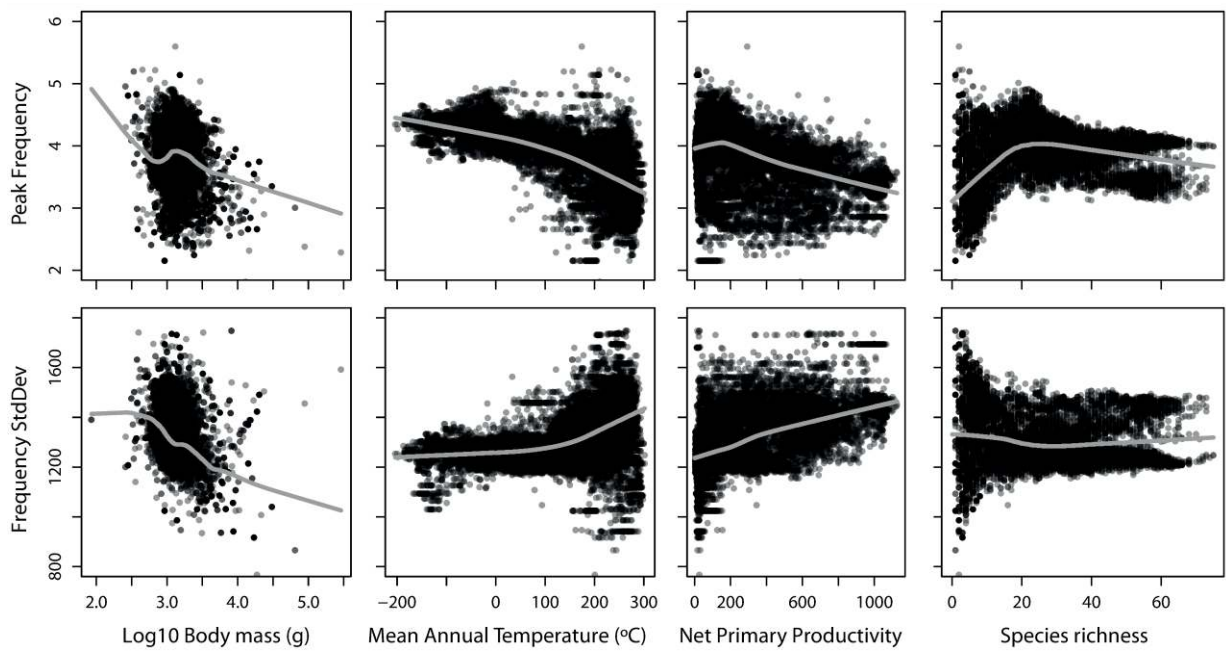 Peak Frequency
6
5
4
3
2
Frequency StdDev
1600
1200
800
2.0 3.0 4.0 5.0
−200 0 100 200 300
0 200 600 1000
0 20 40 60
Log10 Body mass (g)
Mean Annual Temperature (ºC)
Net Primary Productivity
Species richness